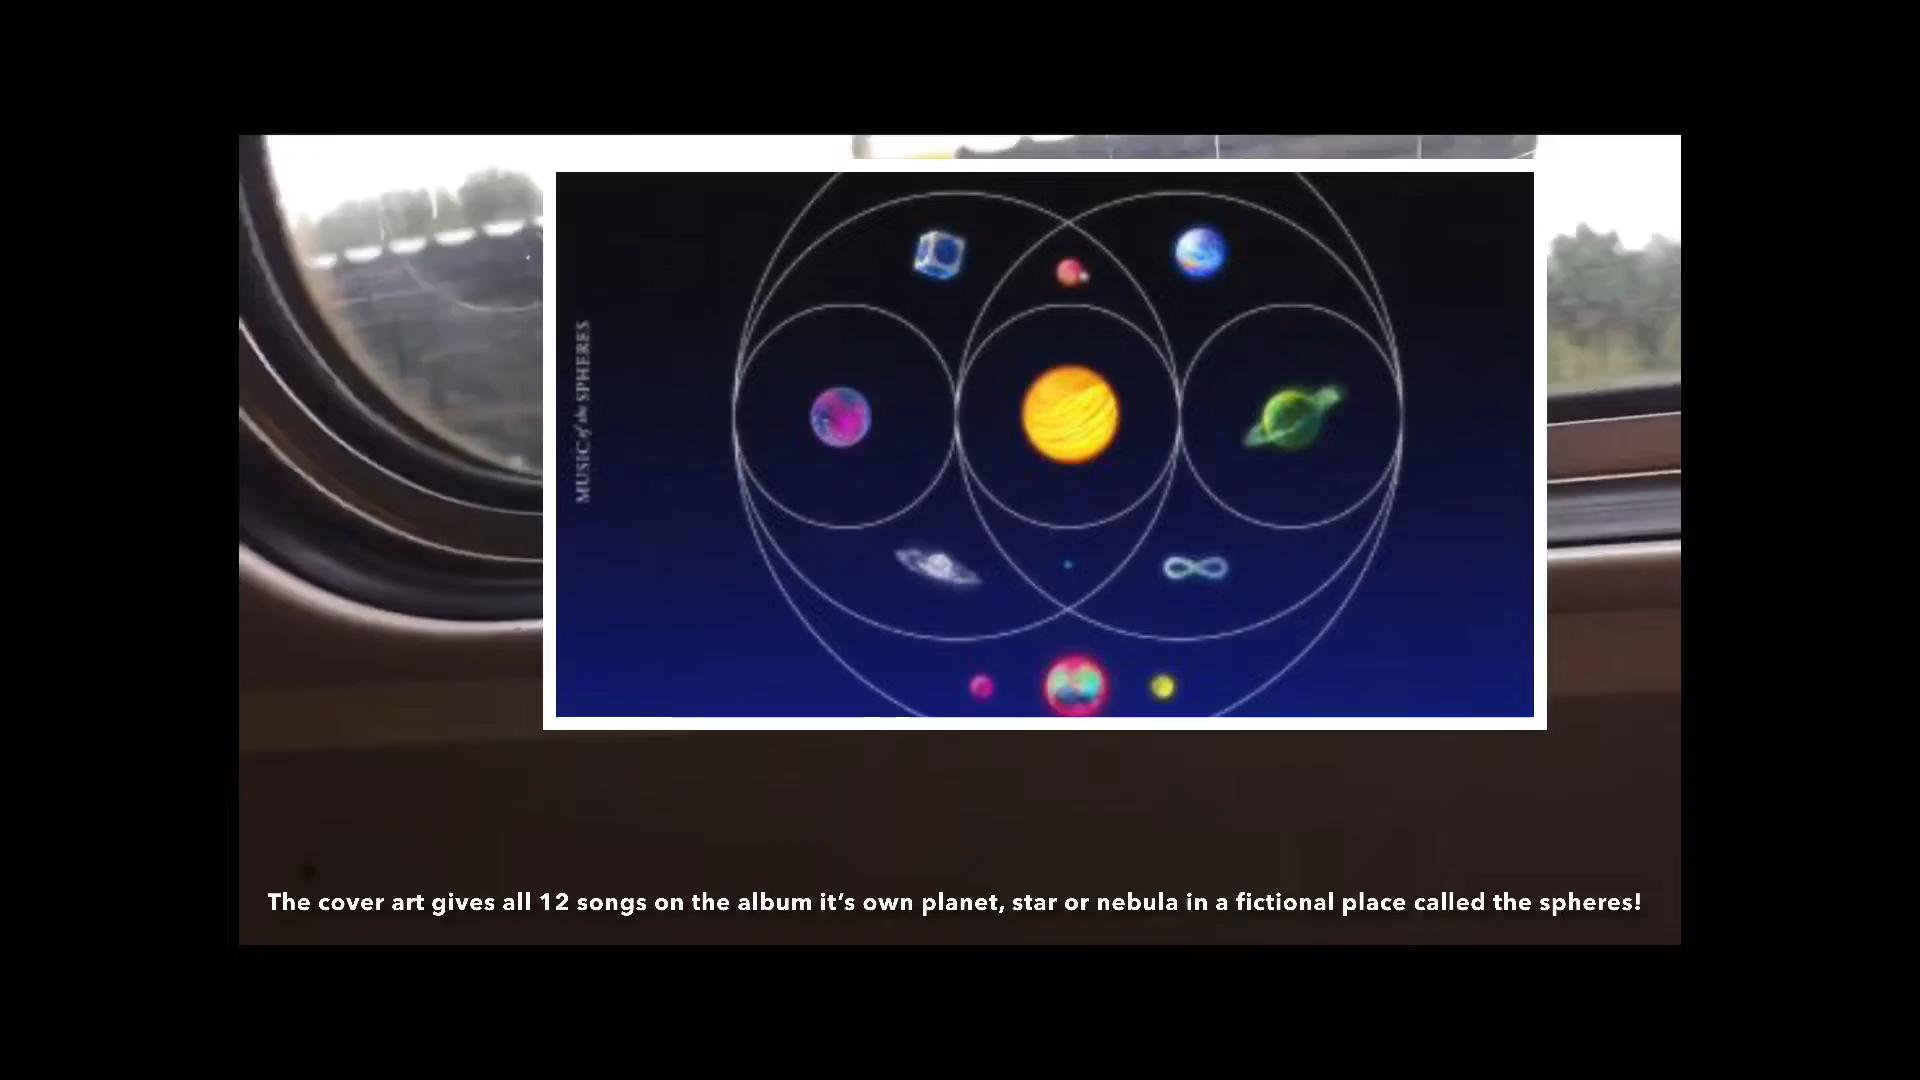 MUSIC of the SPHERES
The cover art gives all 12 songs on the album it’s own planet, star or nebula in a fictional place called the spheres!